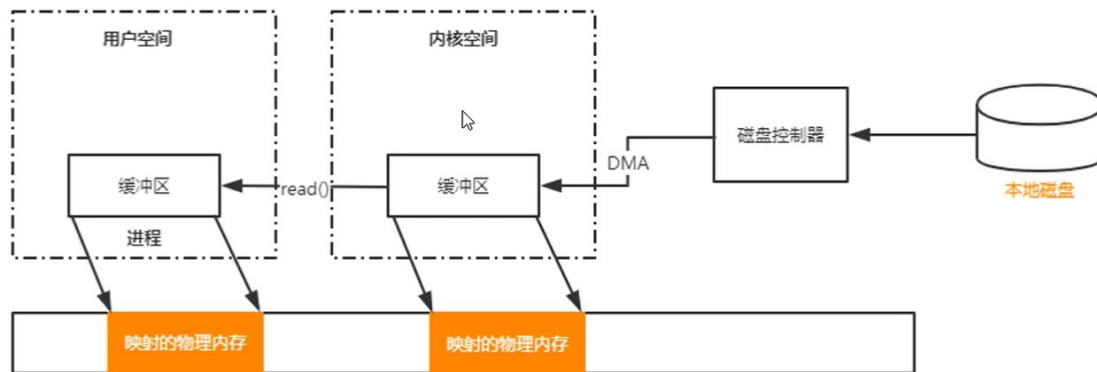 用户空间
内核空间
磁盘控制器
DMA
缓冲区
read()
缓冲区
本地磁盘
进程
映射的物理内存
映射的物理内存